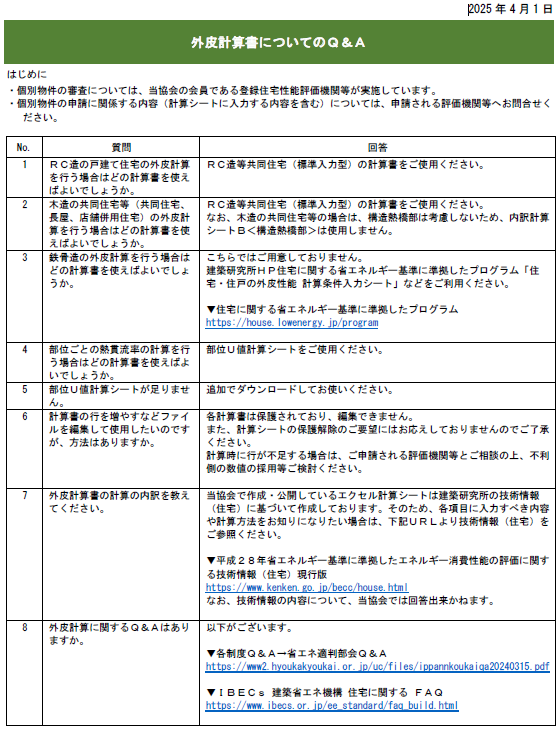 2025 年 4 月 1 日
外皮計算書についてのＱ＆Ａ
はじめに
・個別物件の審査については、当協会の会員である登録住宅性能評価機関等が実施しています。
・個別物件の申請に関係する内容（計算シートに入力する内容を含む）については、申請される評価機関等へお問合せく
ださい。
No.
質問
回答
1
ＲＣ造の戸建て住宅の外皮計算
を行う場合はどの計算書を使え
ばよいでしょうか。
ＲＣ造等共同住宅（標準入力型）の計算書をご使用ください。
2
木造の共同住宅等（共同住宅、
長屋、店舗併用住宅）の外皮計
算を行う場合はどの計算書を使
えばよいでしょうか。
ＲＣ造等共同住宅（標準入力型）の計算書をご使用ください。
なお、木造の共同住宅等の場合は、構造熱橋部は考慮しないため、内訳計算
シートＢ＜構造熱橋部＞は使用しません。
3
鉄骨造の外皮計算を行う場合は
どの計算書を使えばよいでしょ
うか。
こちらではご用意しておりません。
建築研究所ＨＰ住宅に関する省エネルギー基準に準拠したプログラム「住
宅・住戸の外皮性能 計算条件入力シート」などをご利用ください。
▼住宅に関する省エネルギー基準に準拠したプログラム
https://house.lowenergy.jp/program
4
部位ごとの熱貫流率の計算を行
う場合はどの計算書を使えばよ
いでしょうか。
部位Ｕ値計算シートをご使用ください。
5
部位Ｕ値計算シートが足りませ
ん。
追加でダウンロードしてお使いください。
6
計算書の行を増やすなどファイ
ルを編集して使用したいのです
が、方法はありますか。
各計算書は保護されており、編集できません。
また、計算シートの保護解除のご要望にはお応えしておりませんのでご了承
ください。
計算時に行が不足する場合は、ご申請される評価機関等とご相談の上、不利
側の数値の採用等ご検討ください。
7
外皮計算書の計算の内訳を教え
てください。
当協会で作成・公開しているエクセル計算シートは建築研究所の技術情報
（住宅）に基づいて作成しております。そのため、各項目に入力すべき内容
や計算方法をお知りになりたい場合は、下記ＵＲＬより技術情報（住宅）を
ご参照ください。
▼平成２８年省エネルギー基準に準拠したエネルギー消費性能の評価に関す
る技術情報（住宅）現行版
https://www.kenken.go.jp/becc/house.html
なお、技術情報の内容について、当協会では回答出来かねます。
8
外皮計算に関するＱ＆Ａはあり
ますか。
以下がございます。
▼各制度Ｑ＆Ａ→省エネ適判部会Ｑ＆Ａ
https://www2.hyoukakyoukai.or.jp/uc/files/ippannkoukaiqa20240315.pdf
▼ＩＢＥＣｓ 建築省エネ機構 住宅に関する ＦＡＱ
https://www.ibecs.or.jp/ee_standard/faq_build.html